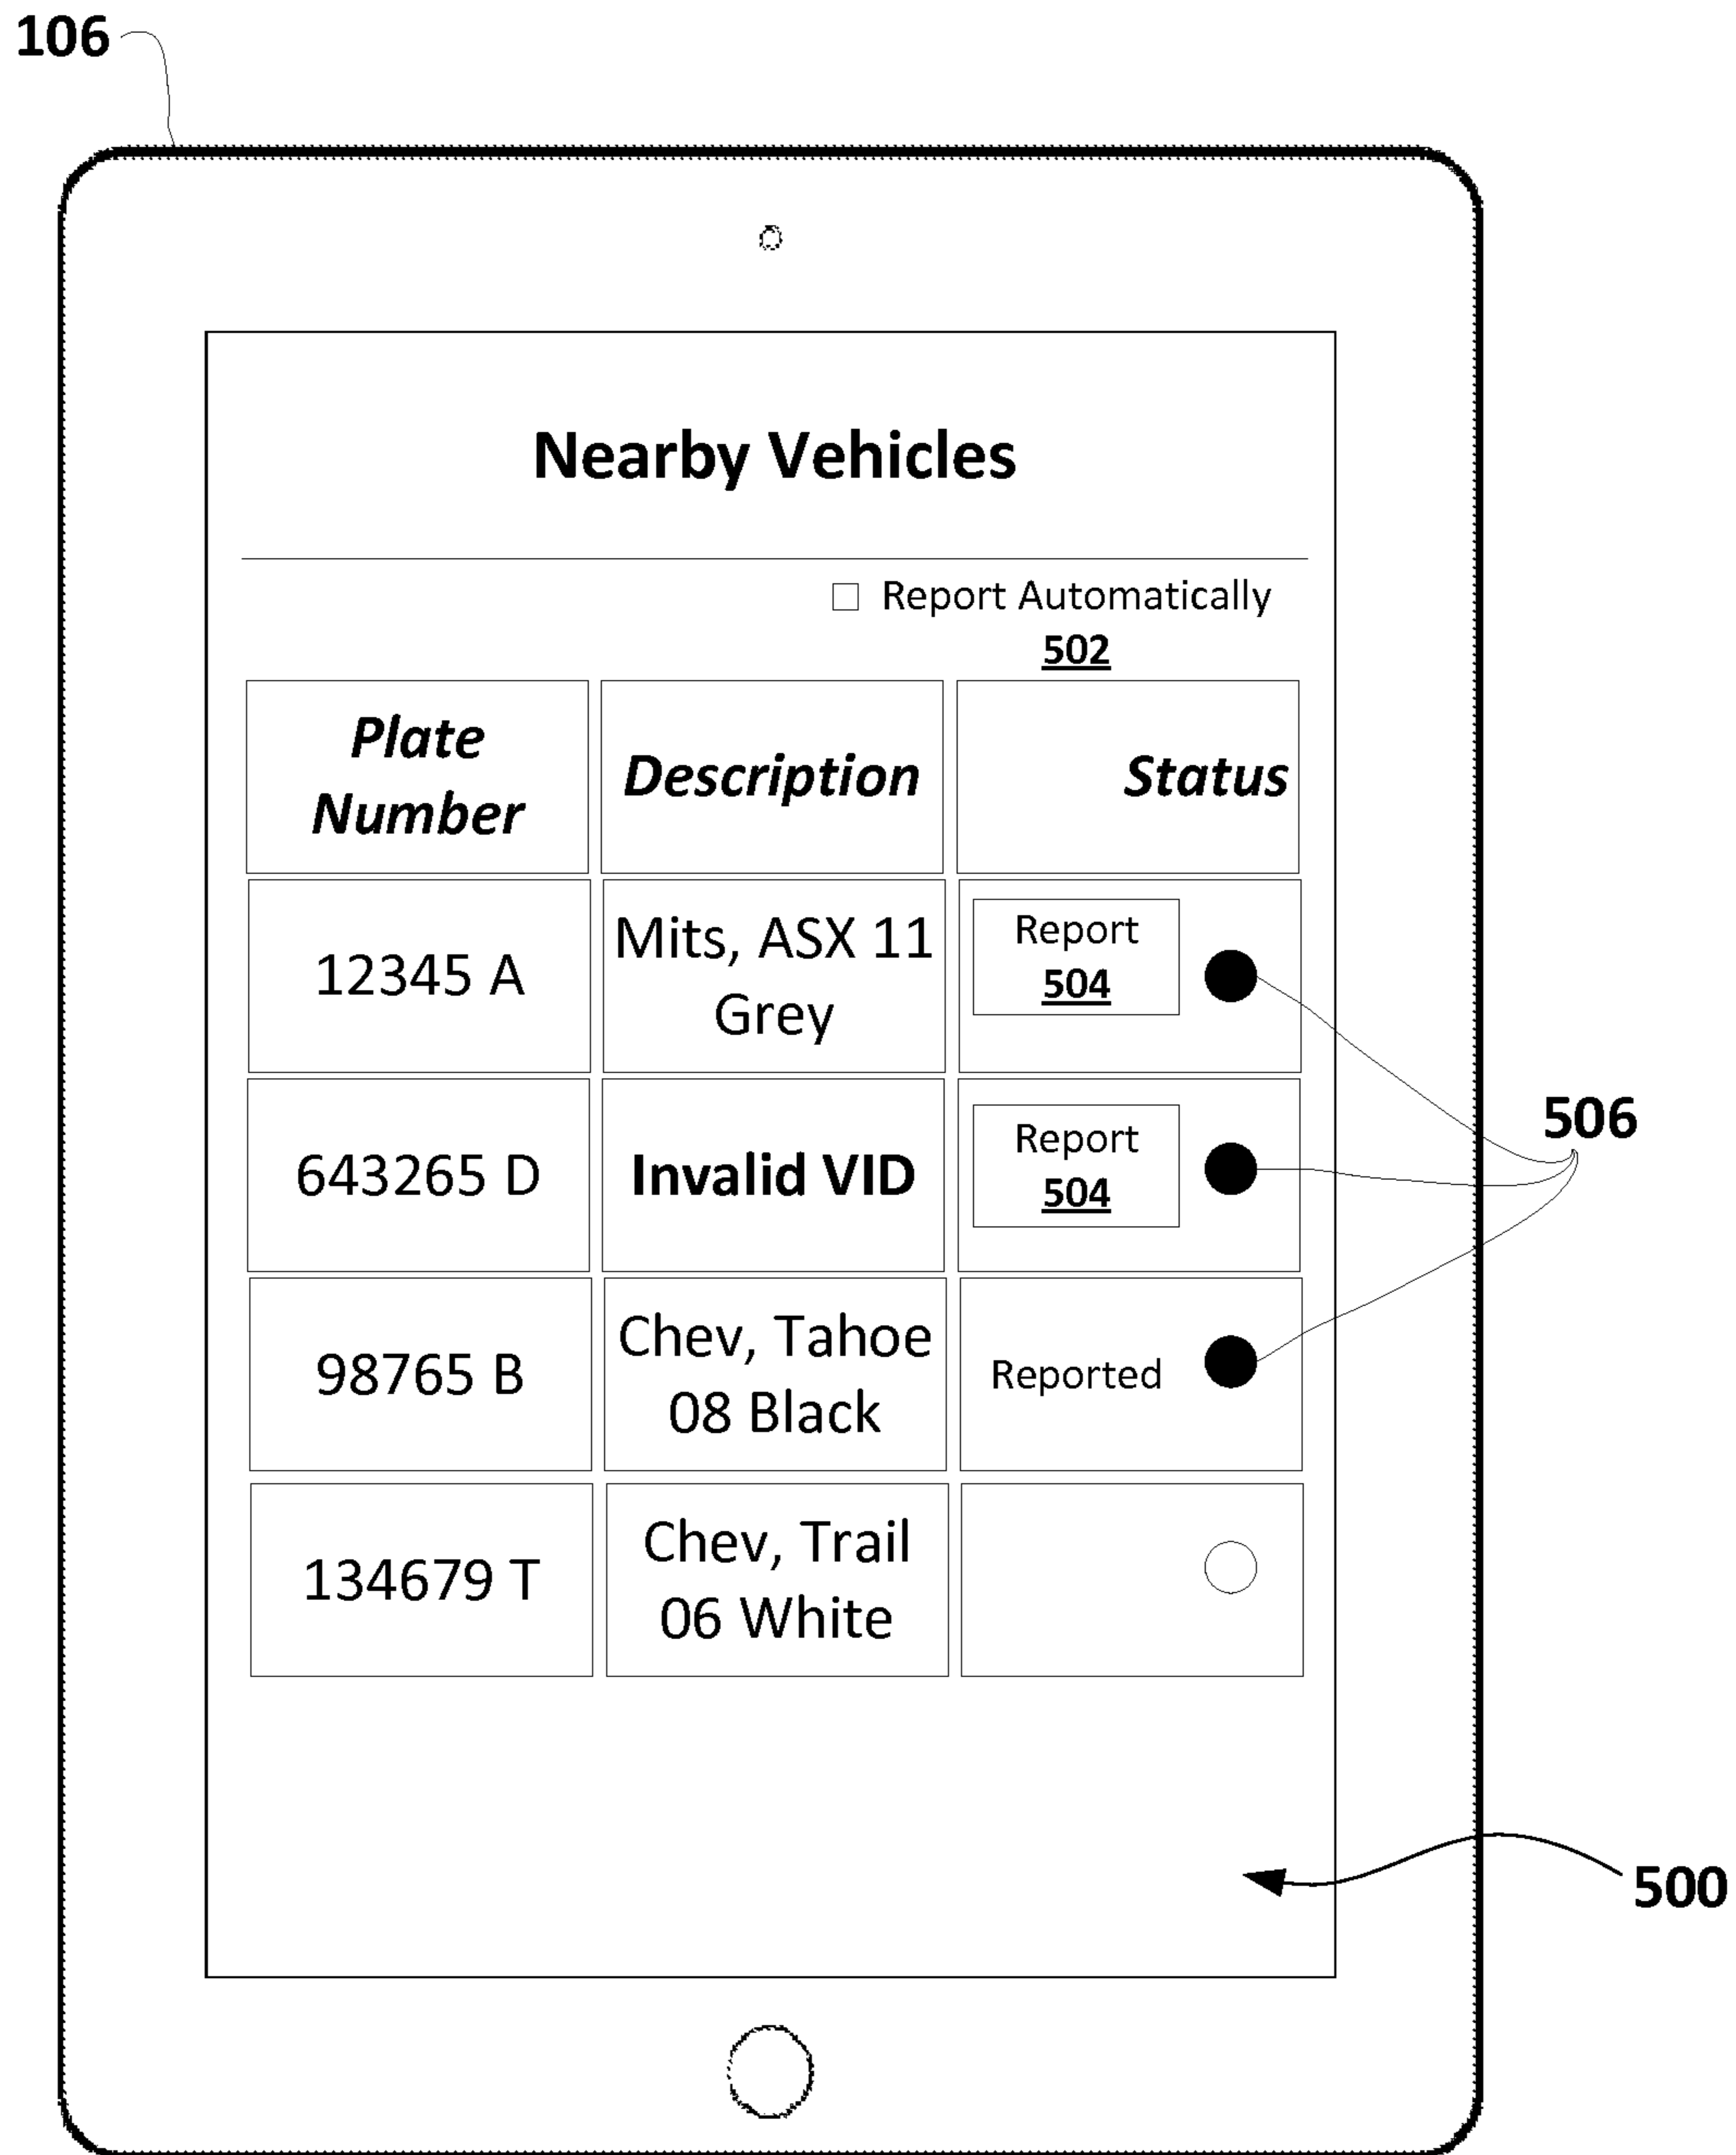 106
Nearby Vehicles
Report Automatically
502
Plate
Number
Description
Status
12345 A
Mits, ASX 11
Grey
Report
504
643265 D
Invalid VID
Report
504
506
98765 B
Chev, Tahoe
08 Black
Reported
134679 T
Chev, Trail
06 White
500